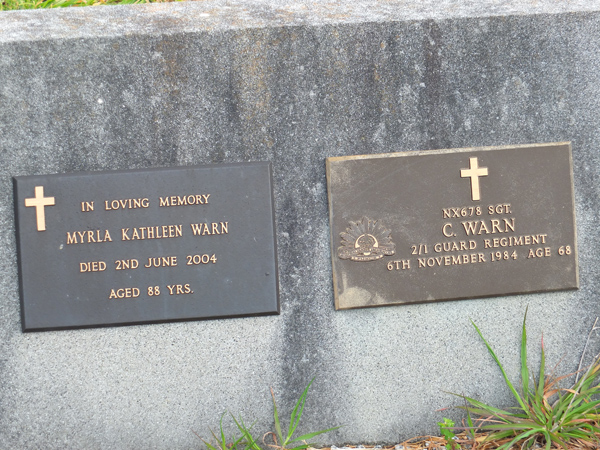 IN LOVING MEMORY
MYRLA KATHLEEN WARN
DIED 2ND JUNE 2004
AGED 88 YRS.
NX678 SGT.
C. WARN
2/1 GUARD REGIMENT
6TH NOVEMBER 1984 AGE 68